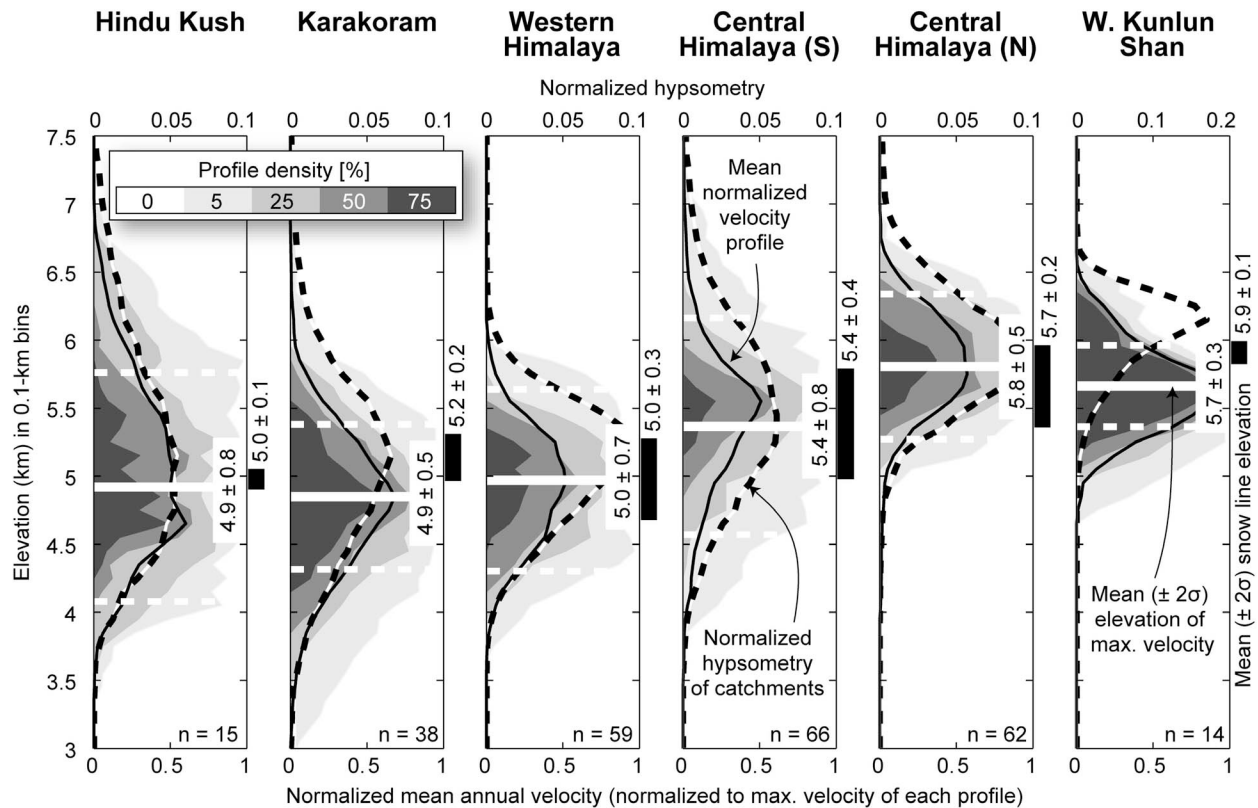 Hindu Kush
Karakoram
Western
Himalaya
Central
Himalaya (S)
Central
Himalaya (N)
W. Kunlun
Shan
Normalized hypsometry
0 0.05 0.1
0 0.05 0.1
0 0.05 0.1
0 0.05 0.1
0 0.05 0.1
0 0.1 0.2
Elevation (km) in 0.1-km bins
7.5
7
6.5
6
5.5
5
4.5
4
3.5
3
Profile density [%]
0 5 25 50 75
Mean
normalized
velocity
profile
4.9 ± 0.8
5.0 ± 0.1
4.9 ± 0.5
5.2 ± 0.2
5.0 ± 0.7
5.0 ± 0.3
5.4 ± 0.8
5.4 ± 0.4
5.8 ± 0.5
5.7 ± 0.2
5.7 ± 0.3
5.9 ± 0.1
Normalized
hypsometry
of catchments
Mean (± 2σ)
elevation of
max. velocity
Mean (± 2σ) snow line elevation
n = 15
n = 38
n = 59
n = 66
n = 62
n = 14
0 0.5 1
0 0.5 1
0 0.5 1
0 0.5 1
0 0.5 1
0 0.5 1
Normalized mean annual velocity (normalized to max. velocity of each profile)